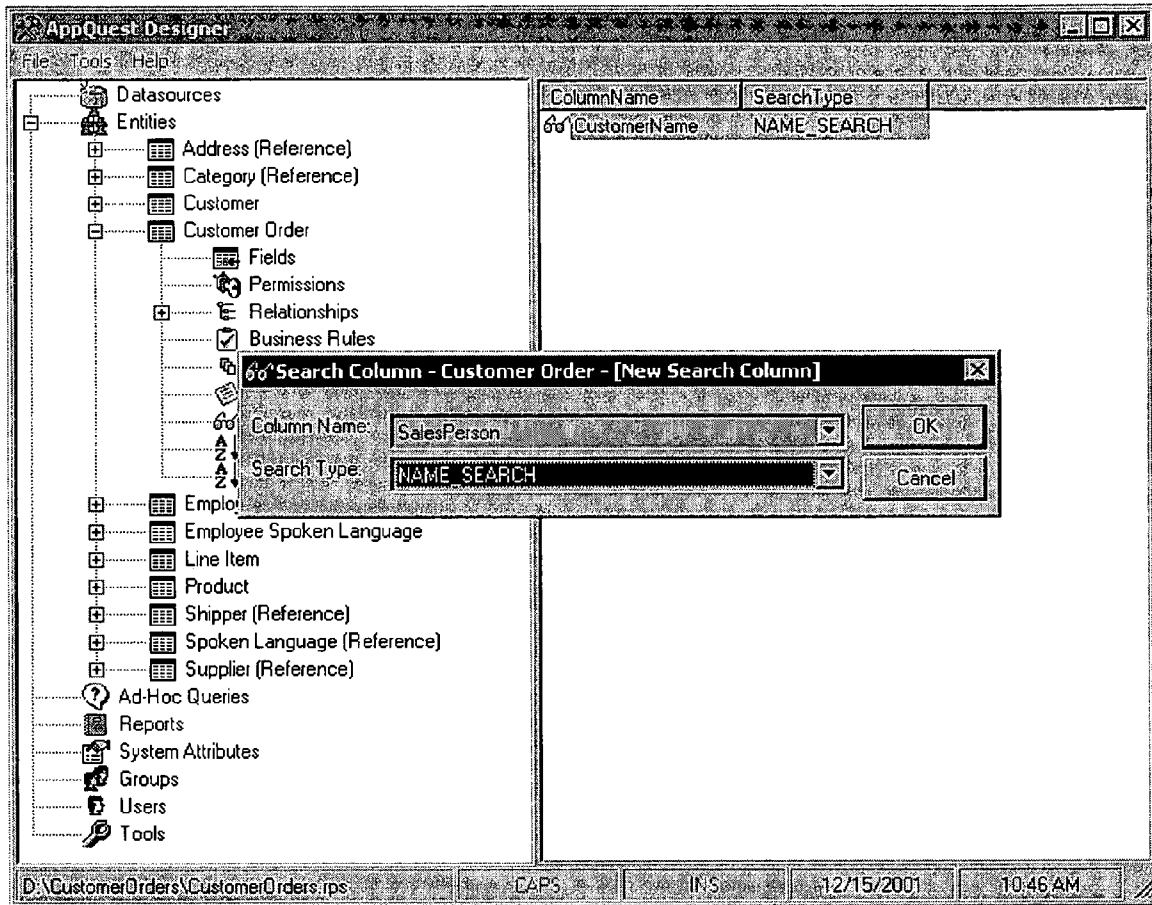 AppQuest Designer
File Tools Help
Datasources
Entities
Address (Reference)
Category (Reference)
Customer
Customer Order
Fields
Permissions
Relationships
Business Rules
Employee Spoken Language
Line Item
Product
Shipper (Reference)
Spoken Language (Reference)
Supplier (Reference)
Ad-Hoc Queries
Reports
System Attributes
Groups
Users
Tools
ColumnName SearchType
CustomerName NAME_SEARCH
Search Column - Customer Order - [New Search Column]
Column Name: SalesPerson OK
Search Type: NAME_SEARCH Cancel
D:\CustomerOrders\CustomerOrders.rps CAPS INS 12/15/2001 10:46 AM